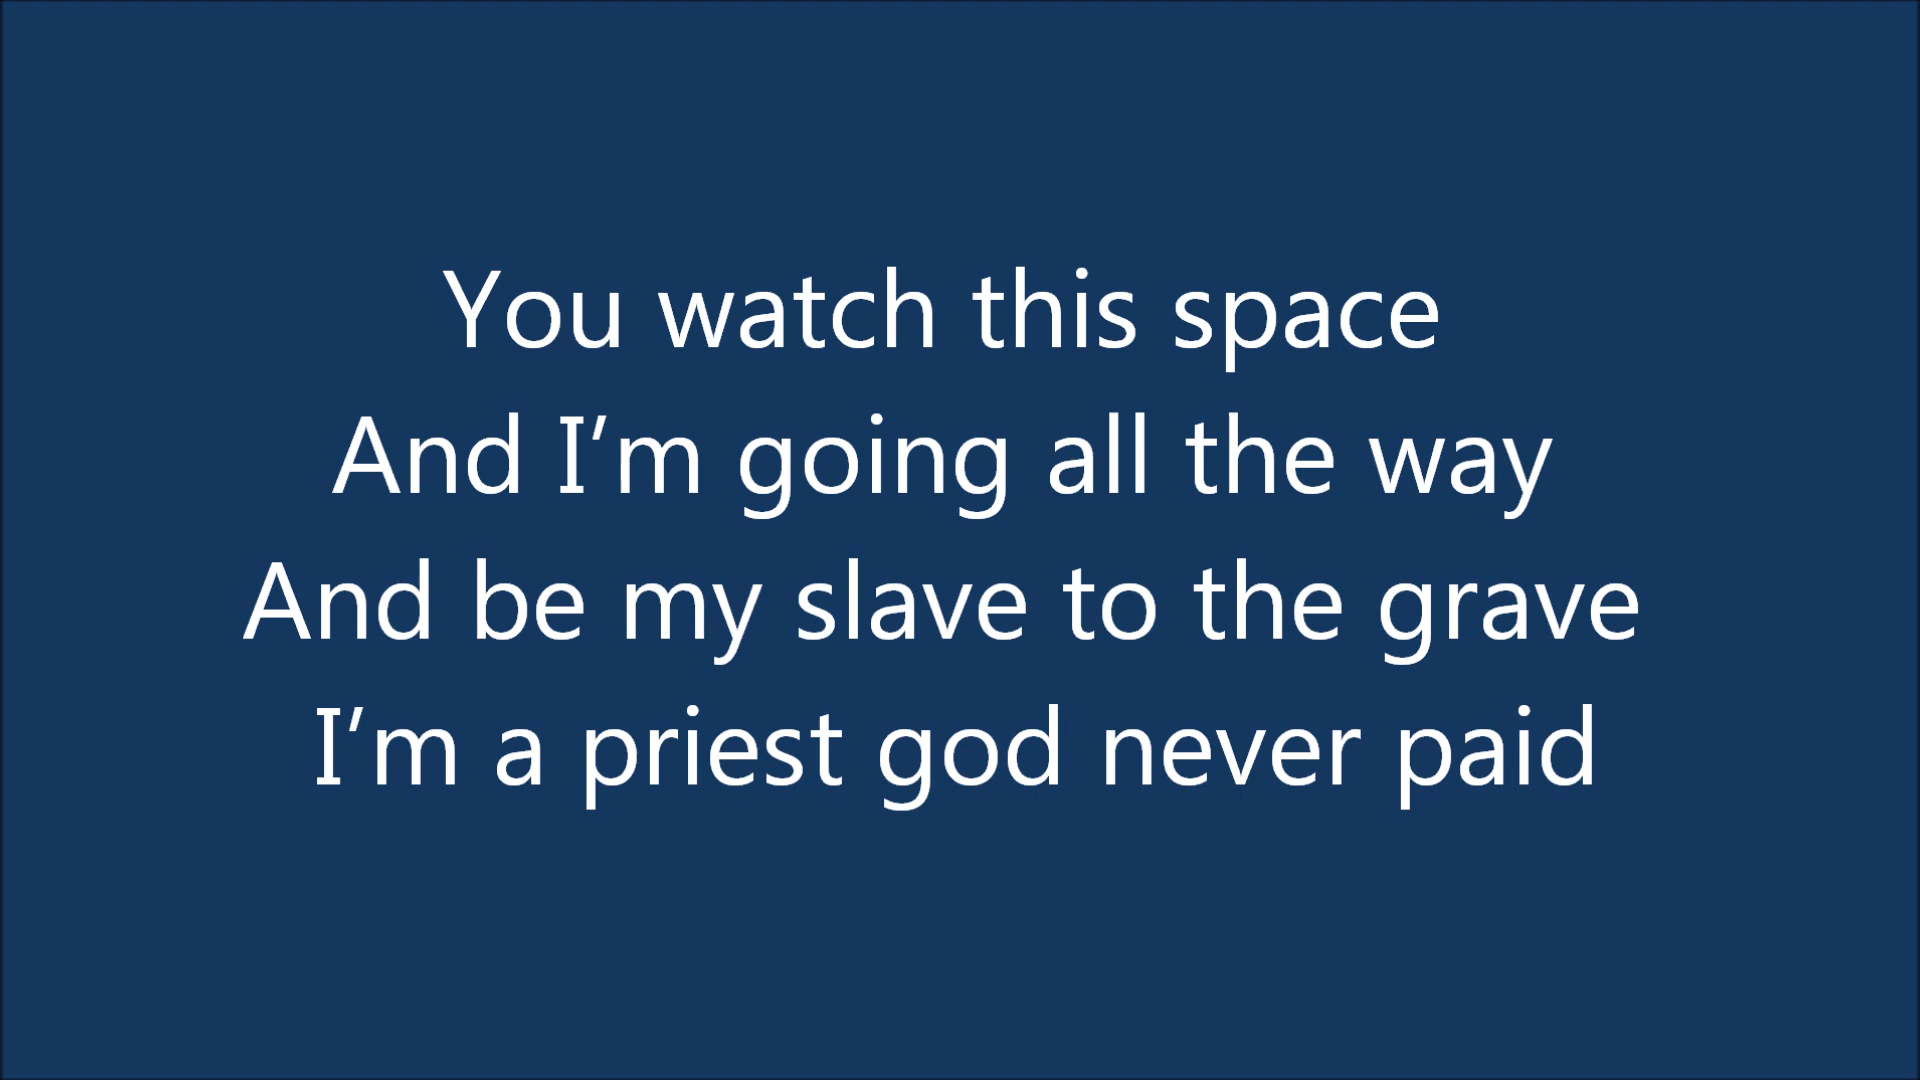 You watch this space
And I’m going all the way
And be my slave to the grave
I’m a priest god never paid